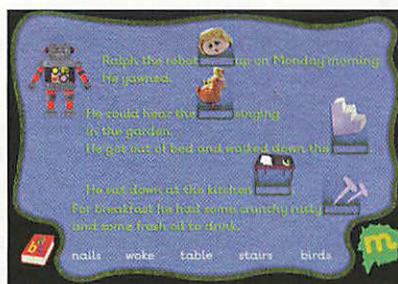 Ralph the robot up on Monday morning.
He yawned.
He could hear the singing
in the garden.
He got out of bed and walked down the .
He sat down at the kitchen .
For breakfast he had some crunchy rusty
and some fresh oil to drink.
nails woke table stairs birds
b
m